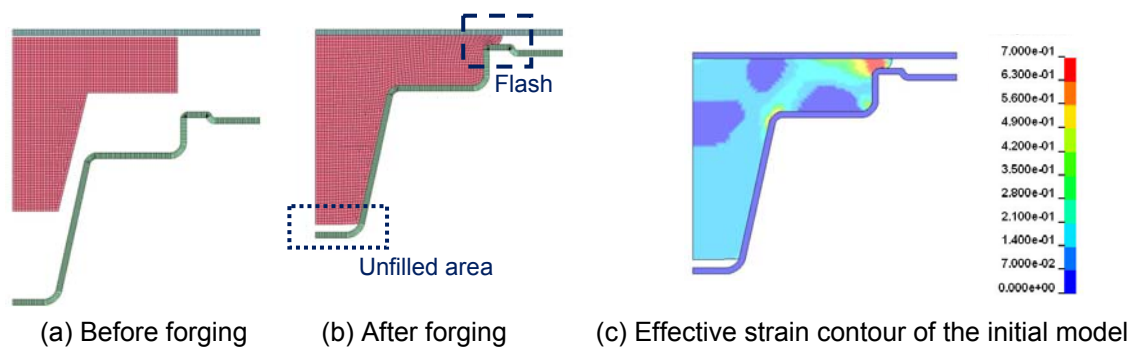 Flash
Unfilled area
7.000e-01
6.300e-01
5.600e-01
4.900e-01
4.200e-01
3.500e-01
2.800e-01
2.100e-01
1.400e-01
7.000e-02
0.000e+00
(a) Before forging
(b) After forging
(c) Effective strain contour of the initial model